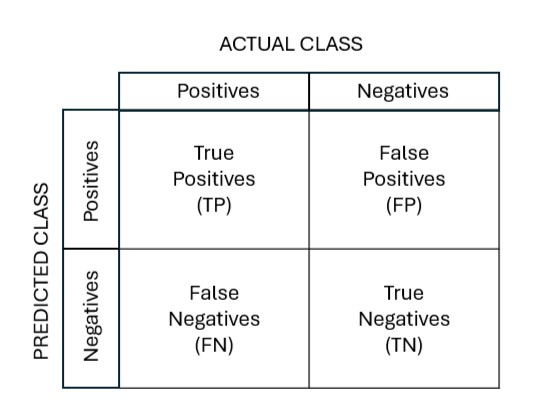 ACTUAL CLASS
Positives
Negatives
PREDICTED CLASS
Positives
True
Positives
(TP)
False
Positives
(FP)
Negatives
False
Negatives
(FN)
True
Negatives
(TN)